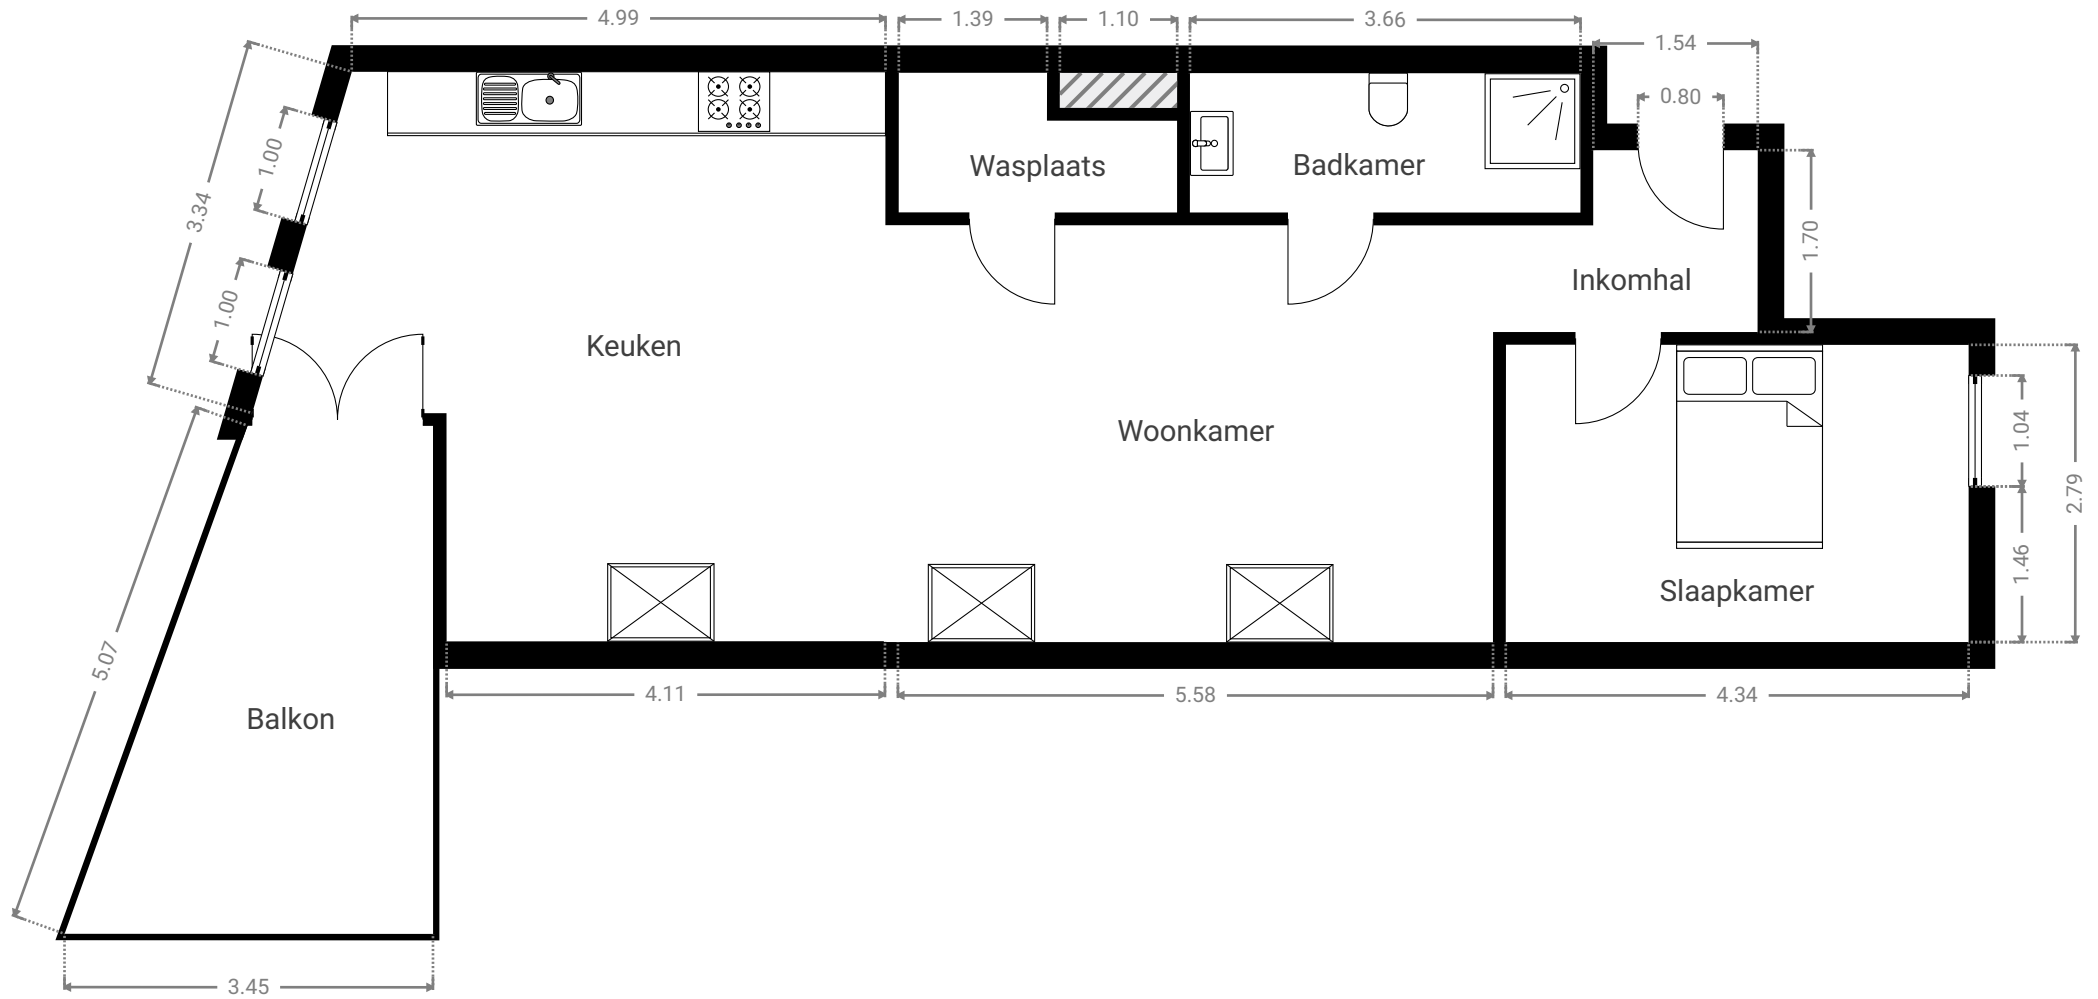 4.99
1.39
1.10
3.66
1.54
0.80
1.00
3.34
Wasplaats
Badkamer
1.70
Inkomhal
1.00
Keuken
Woonkamer
1.04
2.79
1.46
Slaapkamer
5.07
4.11
5.58
4.34
Balkon
3.45